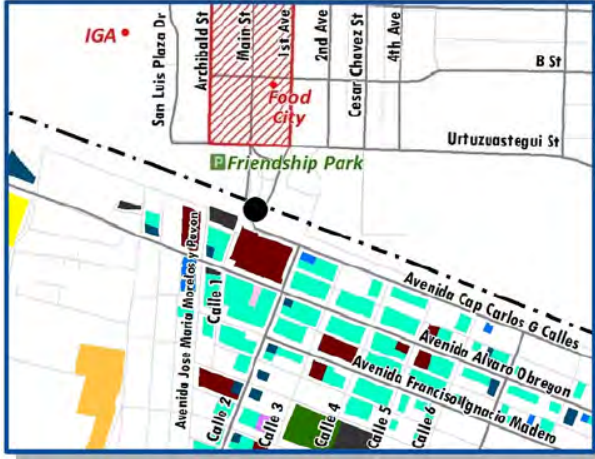 IGA
San Luis Plaza Dr
Archibald St
Main St
1st Ave
2nd Ave
Cesar Chavez St
4th Ave
B St
Food
City
Urtuzuastegui St
P Friendship Park
Avenida Jose Maria Morelos y Pavon
Calle 1
Avenida Cap Carlos G Calles
Avenida Alvaro Obregon
Avenida Franciso Ignacio Madero
Calle 2
Calle 3
Calle 4
Calle 5
Calle 6